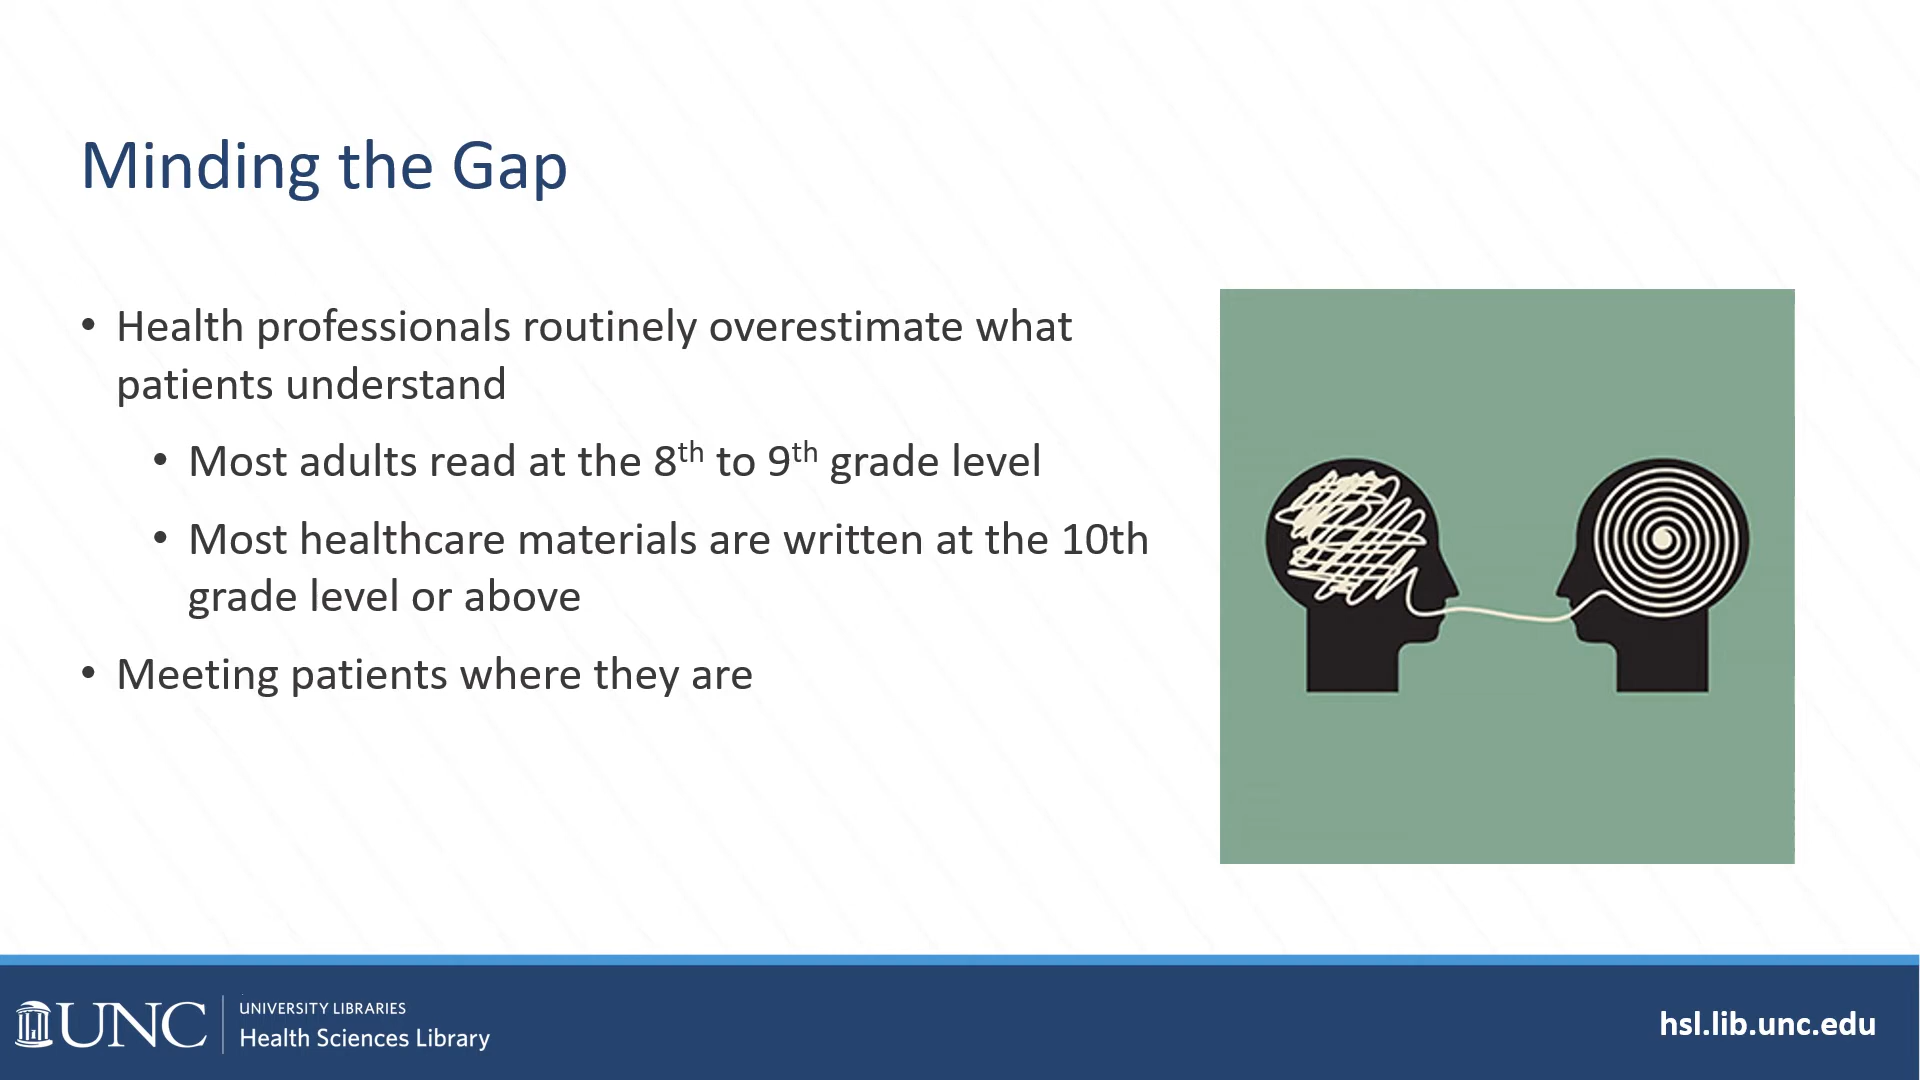 Minding the Gap
• Health professionals routinely overestimate what
patients understand
• Most adults read at the 8th to 9th grade level
• Most healthcare materials are written at the 10th
grade level or above
• Meeting patients where they are
UNC
UNIVERSITY LIBRARIES
Health Sciences Library
hsl.lib.unc.edu